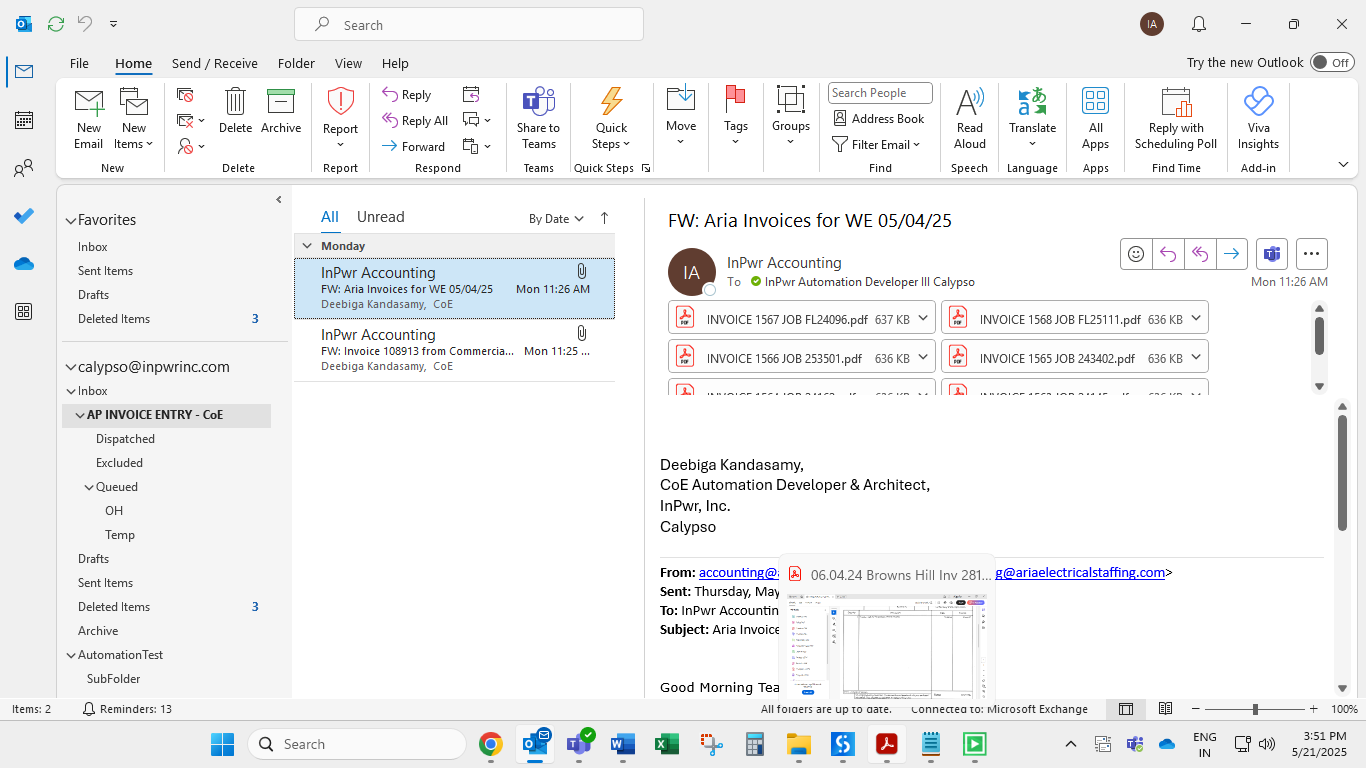 Search
IA
File
Home
Send / Receive
Folder
View
Help
Try the new Outlook
Off
New Email
New Items
New
Delete
Archive
Delete
Report
Report
Reply
Reply All
Forward
Respond
Share to Teams
Teams
Quick Steps
Quick Steps
Move
Tags
Groups
Search People
Address Book
Filter Email
Find
Read Aloud
Speech
Translate
Language
All Apps
Apps
Reply with Scheduling Poll
Find Time
Viva Insights
Add-in
Favorites
Inbox
Sent Items
Drafts
Deleted Items 3
calypso@inpwrinc.com
Inbox
AP INVOICE ENTRY - CoE
Dispatched
Excluded
Queued
OH
Temp
Drafts
Sent Items
Deleted Items 3
Archive
AutomationTest
SubFolder
All Unread By Date
Monday
InPwr Accounting
FW: Aria Invoices for WE 05/04/25 Mon 11:26 AM
Deebiga Kandasamy, CoE
InPwr Accounting
FW: Invoice 108913 from Commercia... Mon 11:25 ...
Deebiga Kandasamy, CoE
FW: Aria Invoices for WE 05/04/25
IA
InPwr Accounting
To InPwr Automation Developer III Calypso
Mon 11:26 AM
INVOICE 1567 JOB FL24096.pdf 637 KB
INVOICE 1568 JOB FL25111.pdf 636 KB
INVOICE 1566 JOB 253501.pdf 636 KB
INVOICE 1565 JOB 243402.pdf 636 KB
Deebiga Kandasamy,
CoE Automation Developer & Architect,
InPwr, Inc.
Calypso
From: accounting@ g@ariaelectricalstaffing.com>
Sent: Thursday, May
To: InPwr Accounting
Subject: Aria Invoice
Good Morning Tea
06.04.24 Browns Hill Inv 281...
Items: 2
Reminders: 13
All folders are up to date.
Connected to: Microsoft Exchange
100%
Search
ENG
IN
3:51 PM
5/21/2025